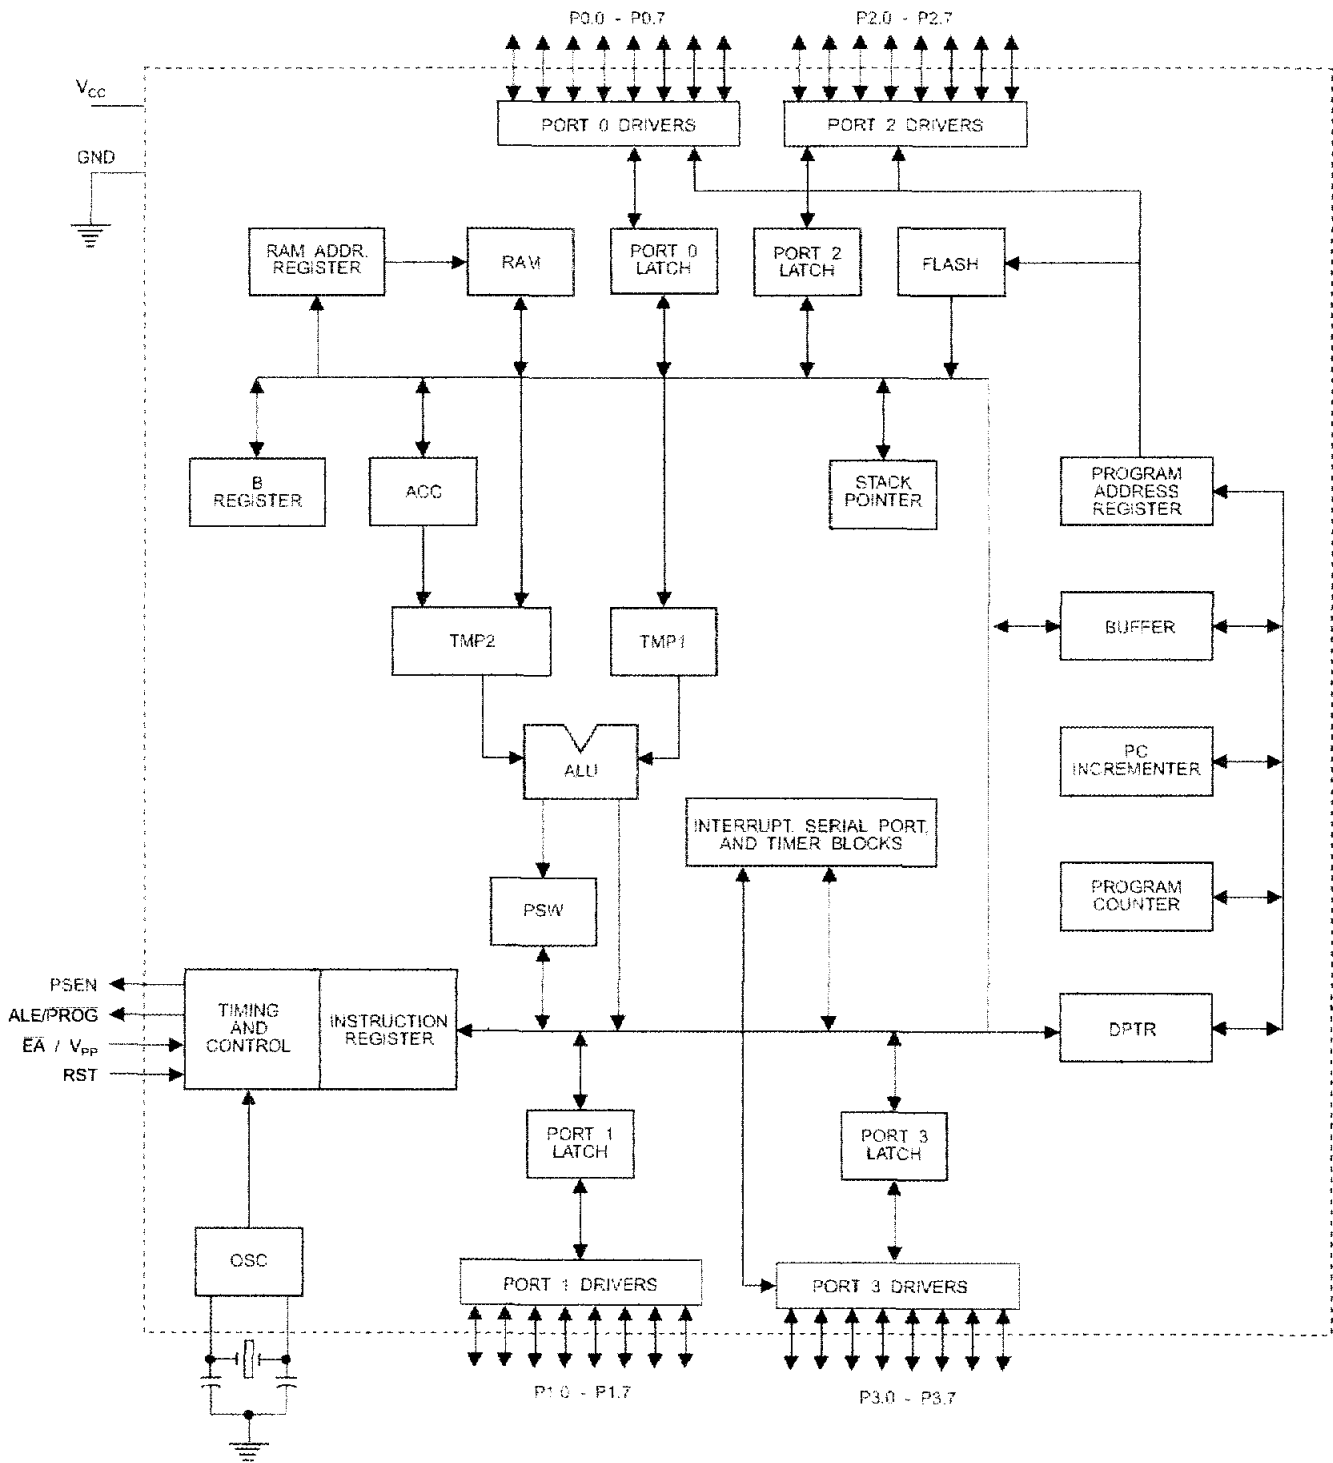 P0.0 - P0.7
P2.0 - P2.7
VCC
GND
PORT 0 DRIVERS
PORT 2 DRIVERS
RAM ADDR.
REGISTER
RAM
PORT 0
LATCH
PORT 2
LATCH
FLASH
B
REGISTER
ACC
STACK
POINTER
PROGRAM
ADDRESS
REGISTER
TMP2
TMP1
BUFFER
ALU
PC
INCREMENTER
INTERRUPT, SERIAL PORT,
AND TIMER BLOCKS
PSW
PROGRAM
COUNTER
PSEN
ALE/PROG
EA / VPP
RST
TIMING
AND
CONTROL
INSTRUCTION
REGISTER
DPTR
PORT 1
LATCH
PORT 3
LATCH
OSC
PORT 1 DRIVERS
PORT 3 DRIVERS
P1.0 - P1.7
P3.0 - P3.7